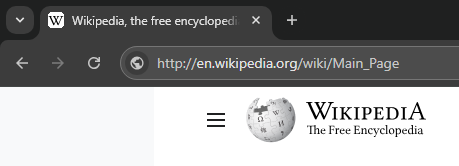 Wikipedia, the free encyclopedi
http://en.wikipedia.org/wiki/Main_Page
WIKIPEDIA
The Free Encyclopedia